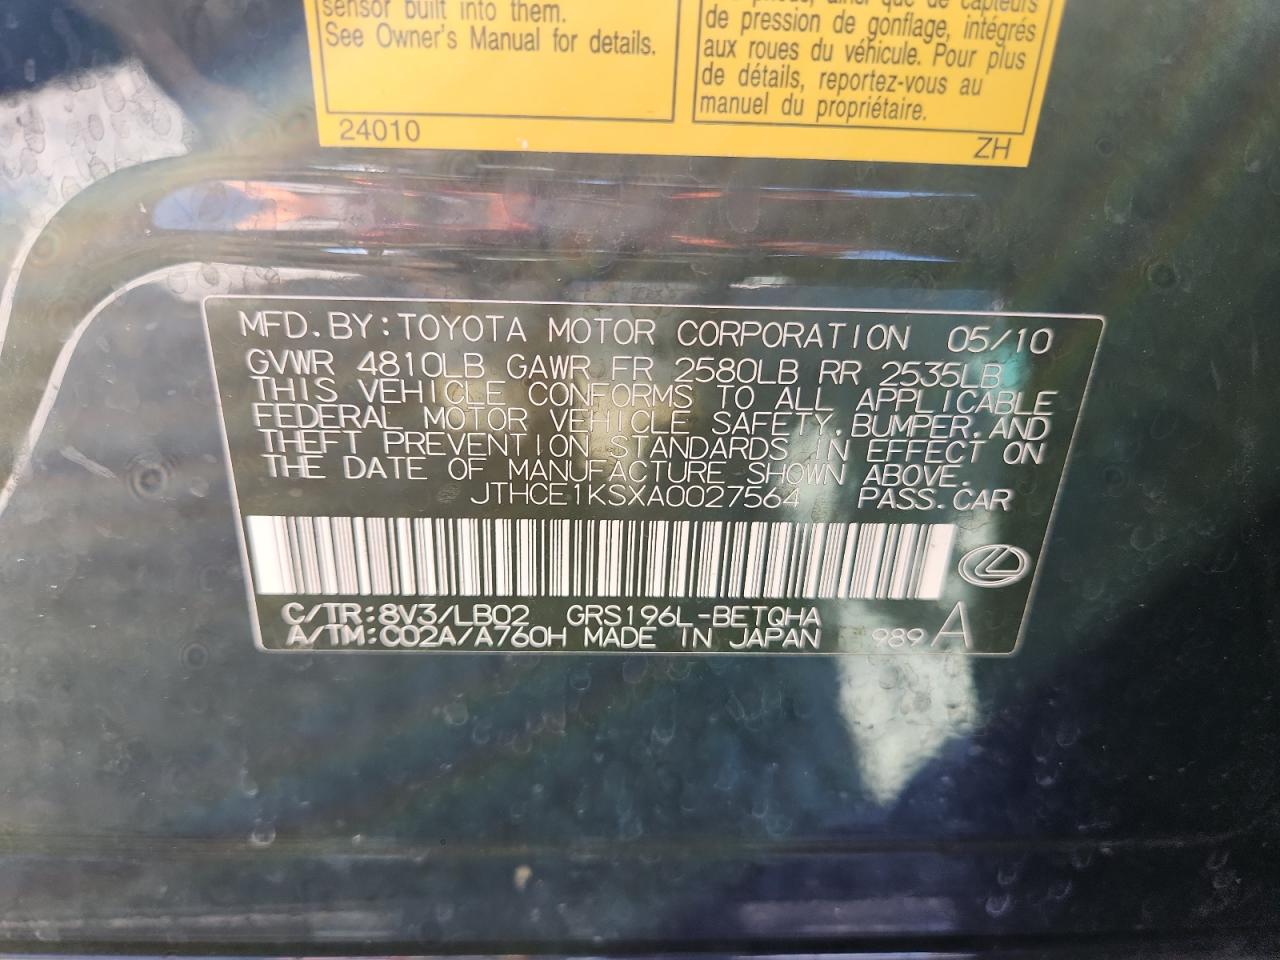 sensor built into them.
See Owner's Manual for details.
24010
de capteurs
de pression de gonflage, intégrés
aux roues du véhicule. Pour plus
de détails, reportez-vous au
manuel du propriétaire.
ZH
MFD.BY:TOYOTA MOTOR CORPORATION 05/10
GVWR 4810LB GAWR FR 2580LB RR 2535LB
THIS VEHICLE CONFORMS TO ALL APPLICABLE
FEDERAL MOTOR VEHICLE SAFETY,BUMPER,AND
THEFT PREVENTION STANDARDS IN EFFECT ON
THE DATE OF MANUFACTURE SHOWN ABOVE.
JTHCE1KSXA0027564 PASS.CAR
C/TR:8V3/LB02 GRS196L-BETQHA
A/TM:C02A/A760H MADE IN JAPAN 989 A